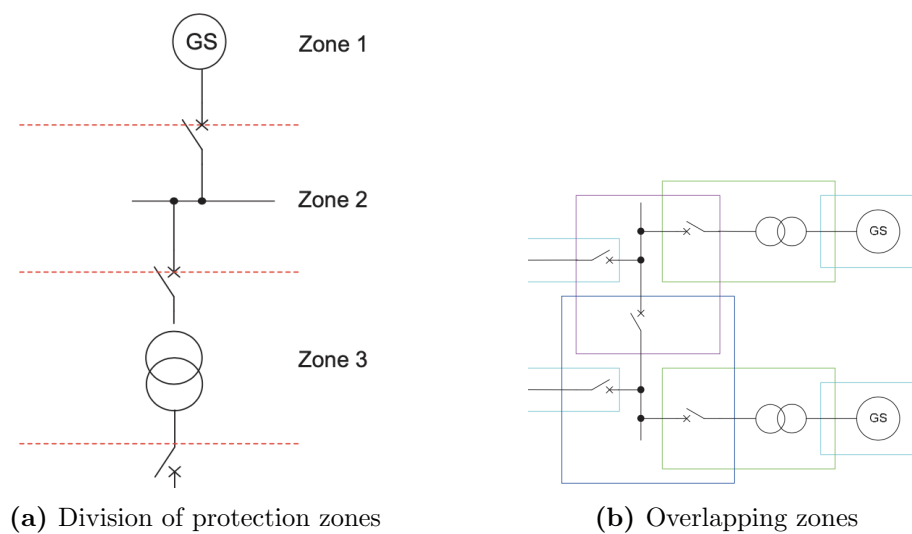 GS
Zone 1
Zone 2
Zone 3
GS
GS
(a) Division of protection zones
(b) Overlapping zones